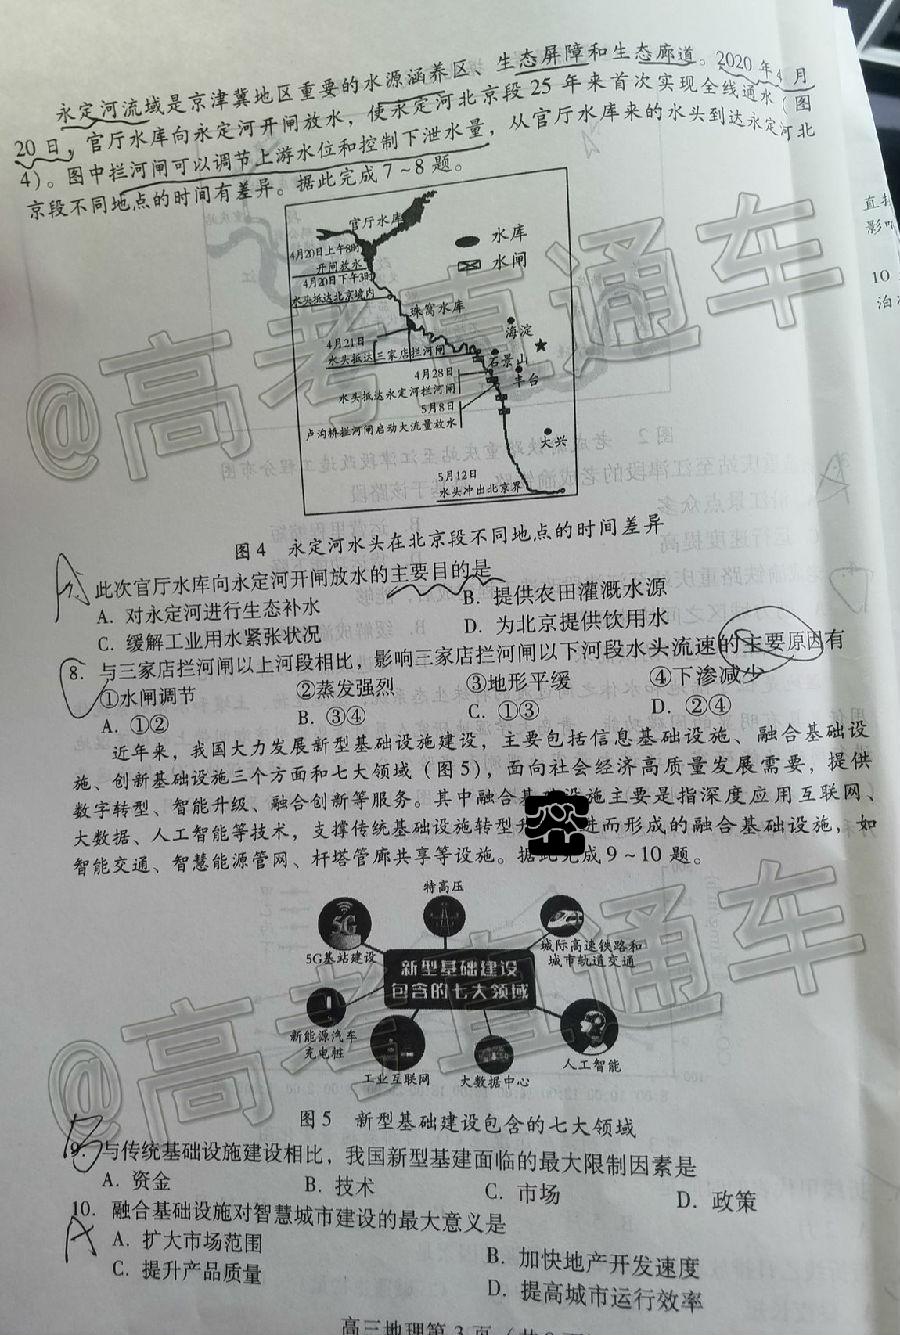 永定河流域是京津冀地区重要的水源涵养区、生态屏障和生态廊道。2020年4月
20日，官厅水库向永定河开闸放水，使永定河北京段25年来首次实现全线通水（图
4）。图中拦河闸可以调节上游水位和控制下泄水量，从官厅水库来的水头到达永定河北
京段不同地点的时间有差异。据此完成7~8题。
官厅水库
水库
水闸
4月20日上午8时
开闸放水
4月20日下午3时
水头抵达北京境内
珠窝水库
海淀
4月21日
水头抵达三家店拦河闸
石景山
4月28日
丰台
水头抵达永定河拦河闸
5月8日
卢沟桥拦河闸启动大流量放水
大兴
5月12日
水头冲出北京界
图4 永定河水头在北京段不同地点的时间差异
A
此次官厅水库向永定河开闸放水的主要目的是
A. 对永定河进行生态补水
B. 提供农田灌溉水源
C. 缓解工业用水紧张状况
D. 为北京提供饮用水
8. 与三家店拦河闸以上河段相比，影响三家店拦河闸以下河段水头流速的主要原因有
①水闸调节 ②蒸发强烈 ③地形平缓 ④下渗减少
A. ①② B. ③④ C. ①③ D. ②④
近年来，我国大力发展新型基础设施建设，主要包括信息基础设施、融合基础设
施、创新基础设施三个方面和七大领域（图5），面向社会经济高质量发展需要，提供
数字转型、智能升级、融合创新等服务。其中融合基 设施主要是指深度应用互联网、
大数据、人工智能等技术，支撑传统基础设施转型升 进而形成的融合基础设施，如
智能交通、智慧能源管网、杆塔管廊共享等设施。据此完成9~10题。
特高压
5G
5G基站建设
城际高速铁路和
城市轨道交通
新型基础建设
包含的七大领域
新能源汽车
充电桩
工业互联网
大数据中心
人工智能
图5 新型基础建设包含的七大领域
B
9. 与传统基础设施建设相比，我国新型基建面临的最大限制因素是
A. 资金 B. 技术 C. 市场 D. 政策
10. 融合基础设施对智慧城市建设的最大意义是
A
A. 扩大市场范围
B. 加快地产开发速度
C. 提升产品质量
D. 提高城市运行效率
高三地理第3页
@高考直通车
@高考直通车
直接
影响
10
泊